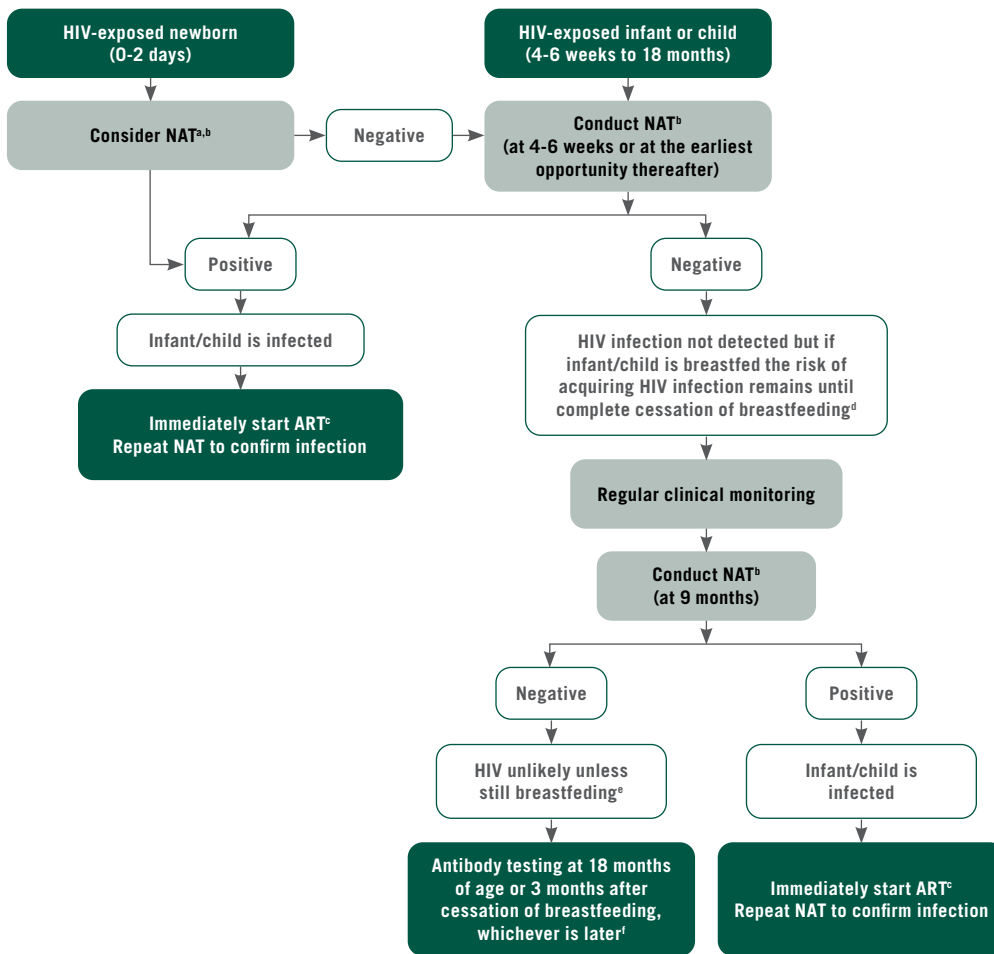 HIV-exposed newborn
(0-2 days)
HIV-exposed infant or child
(4-6 weeks to 18 months)
Consider NATᵃ,ᵇ
Negative
Conduct NATᵇ
(at 4-6 weeks or at the earliest
opportunity thereafter)
Positive
Negative
Infant/child is infected
HIV infection not detected but if
infant/child is breastfed the risk of
acquiring HIV infection remains until
complete cessation of breastfeedingᵈ
Immediately start ARTᶜ
Repeat NAT to confirm infection
Regular clinical monitoring
Conduct NATᵇ
(at 9 months)
Negative
Positive
HIV unlikely unless
still breastfedingᵉ
Infant/child is
infected
Antibody testing at 18 months
of age or 3 months after
cessation of breastfeeding,
whichever is laterᶠ
Immediately start ARTᶜ
Repeat NAT to confirm infection